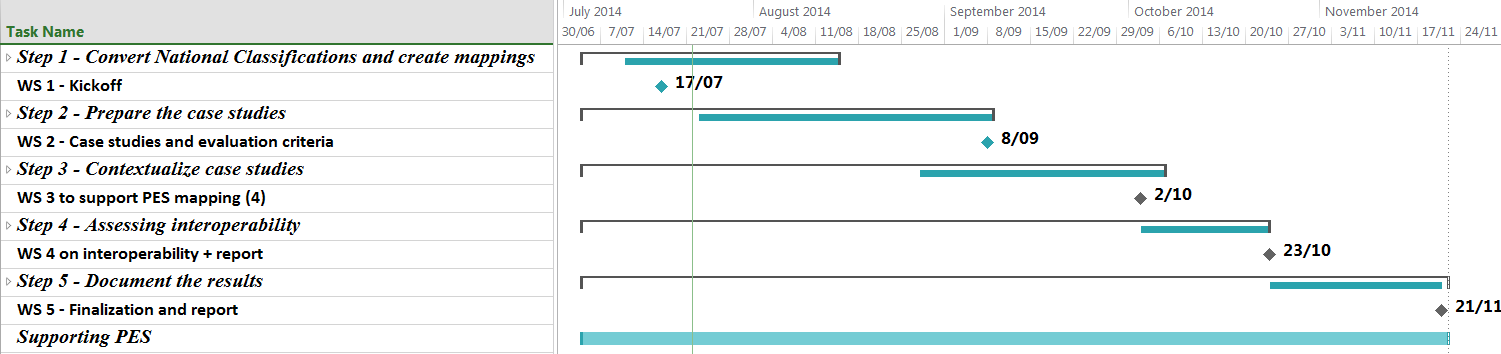 July 2014 August 2014 September 2014 October 2014 November 2014
Task Name 30/06 7/07 14/07 21/07 28/07 4/08 11/08 18/08 25/08 1/09 8/09 15/09 22/09 29/09 6/10 13/10 20/10 27/10 3/11 10/11 17/11 24/11
Step 1 - Convert National Classifications and create mappings
WS 1 - Kickoff 17/07
Step 2 - Prepare the case studies
WS 2 - Case studies and evaluation criteria 8/09
Step 3 - Contextualize case studies
WS 3 to support PES mapping (4) 2/10
Step 4 - Assessing interoperability
WS 4 on interoperability + report 23/10
Step 5 - Document the results
WS 5 - Finalization and report 21/11
Supporting PES